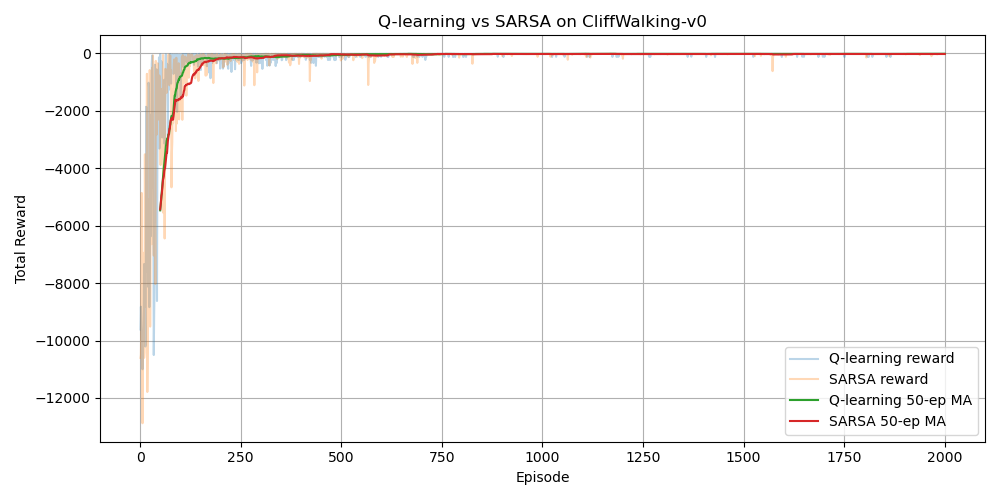 Q-learning vs SARSA on CliffWalking-v0
Total Reward
0
−2000
−4000
−6000
−8000
−10000
−12000
Q-learning reward
SARSA reward
Q-learning 50-ep MA
SARSA 50-ep MA
0 250 500 750 1000 1250 1500 1750 2000
Episode